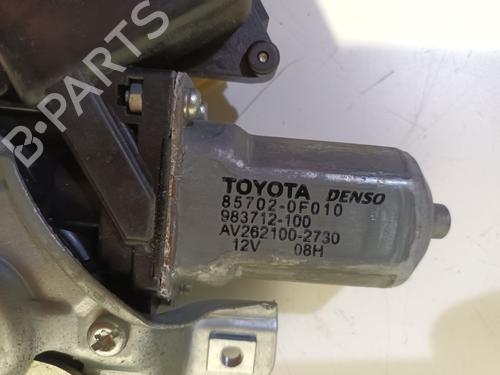 B-PARTS
TOYOTA DENSO
85702-0F010
983712-100
AV262100-2730
12V 08H